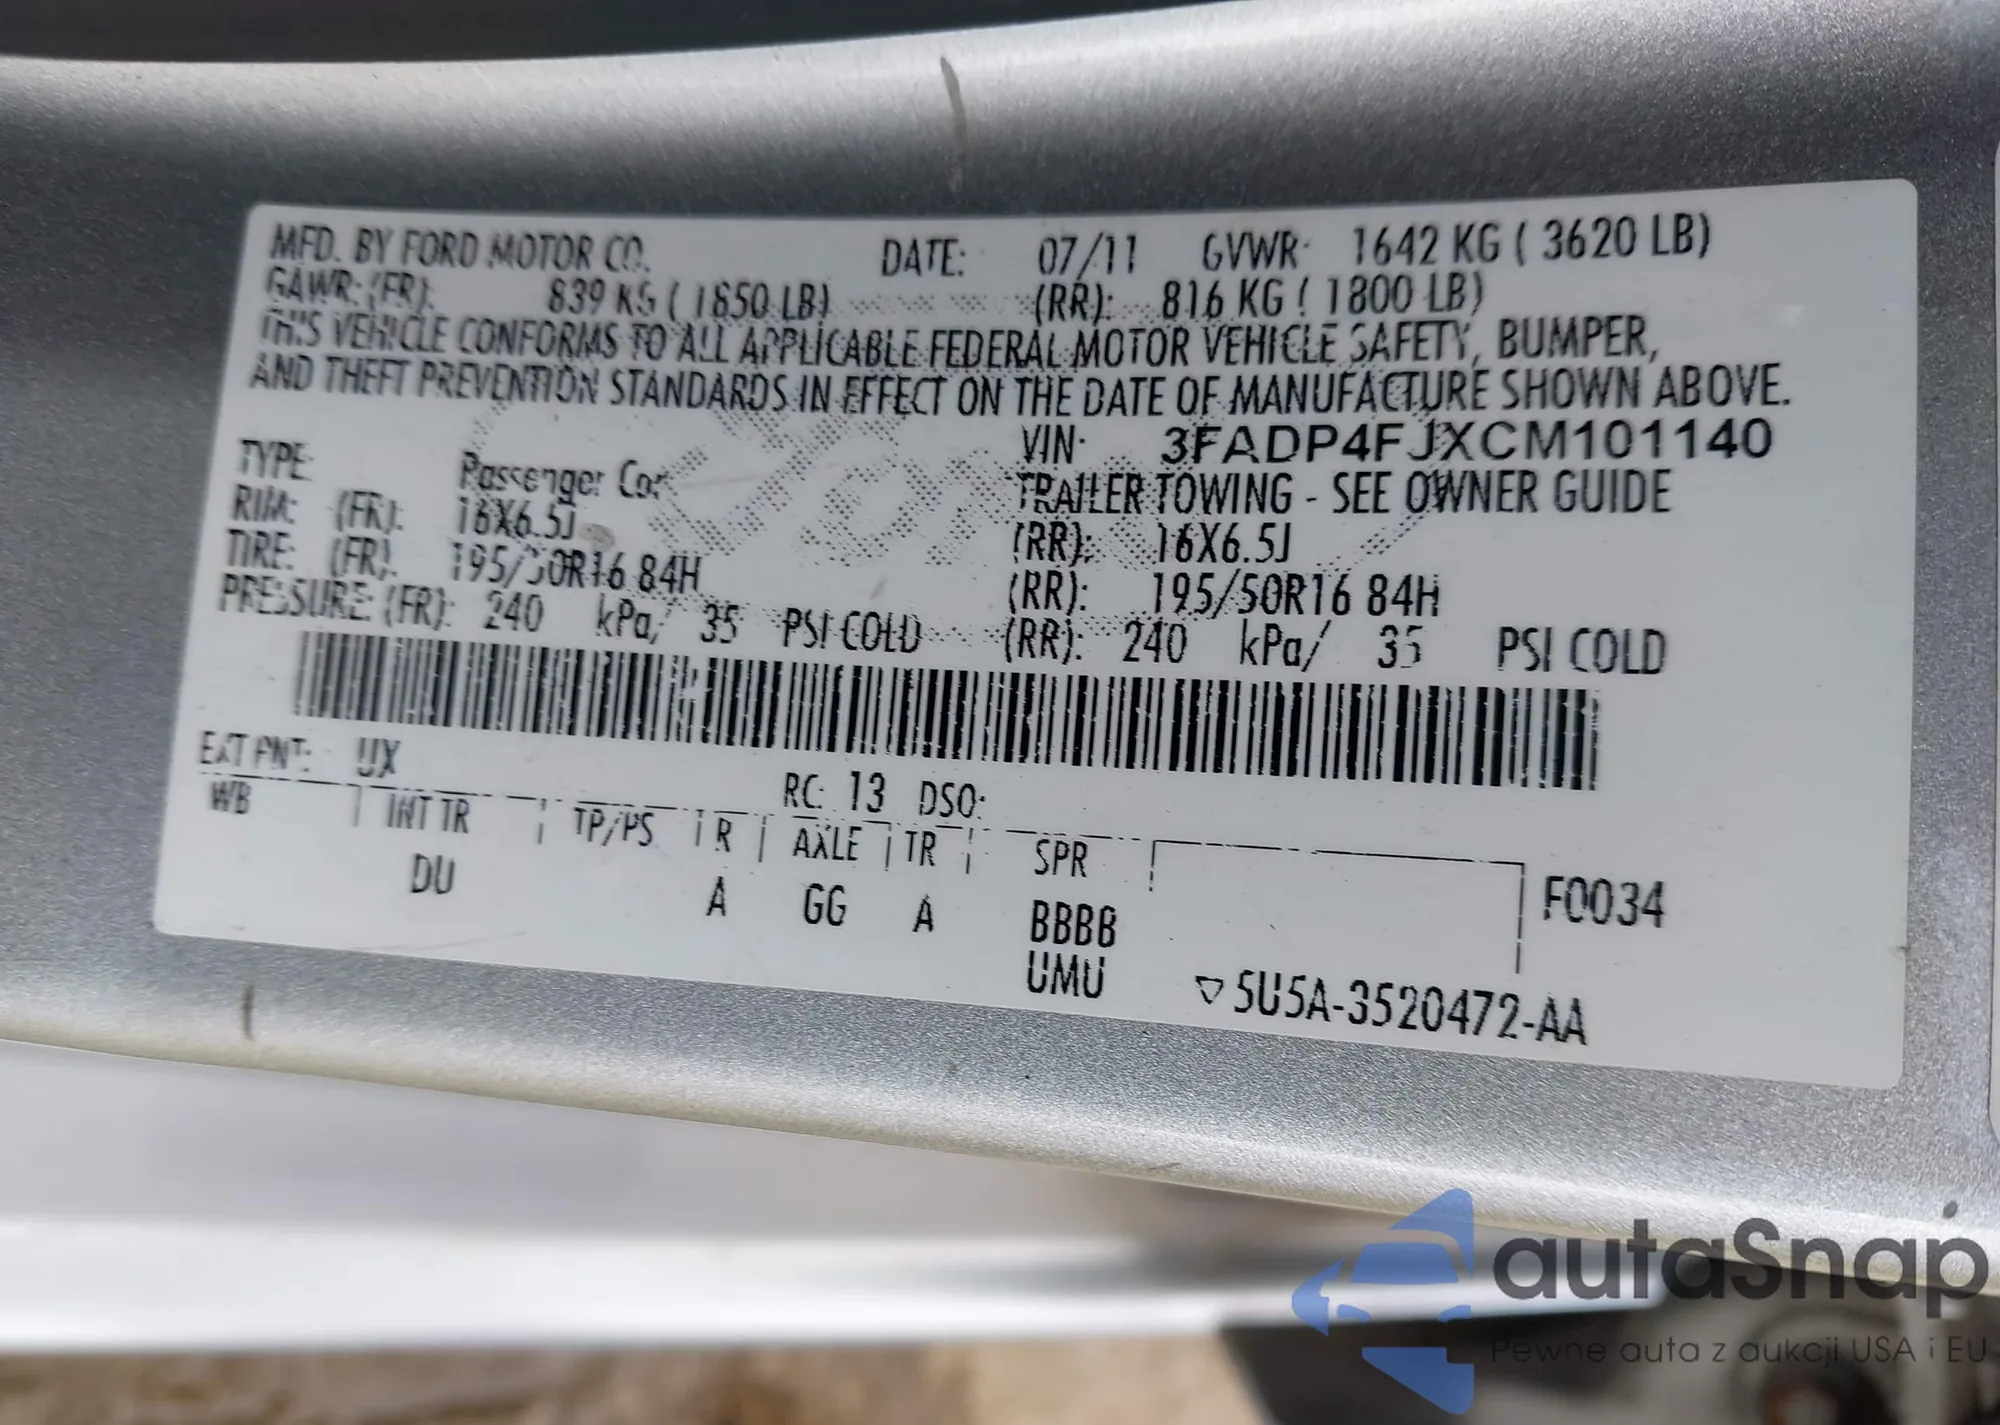 MFD. BY FORD MOTOR CO. DATE: 07/11 GVWR: 1642 KG ( 3620 LB)
GAWR: (FR): 839 KG ( 1850 LB) (RR): 816 KG ( 1800 LB)
THIS VEHICLE CONFORMS TO ALL APPLICABLE FEDERAL MOTOR VEHICLE SAFETY, BUMPER,
AND THEFT PREVENTION STANDARDS IN EFFECT ON THE DATE OF MANUFACTURE SHOWN ABOVE.
VIN: 3FADP4FJXCM101140
TYPE: Passenger Car TRAILER TOWING - SEE OWNER GUIDE
RIM: (FR): 16X6.5J (RR): 16X6.5J
TIRE: (FR): 195/50R16 84H (RR): 195/50R16 84H
PRESSURE: (FR): 240 kPa/ 35 PSI COLD (RR): 240 kPa/ 35 PSI COLD
EXT PNT: UX RC: 13 DSO:
WB INT TR TP/PS R AXLE TR SPR
DU A GG A BBBB F0034
UMU ▽5U5A-3520472-AA
autaSnap
Pewne auta z aukcji USA i EU